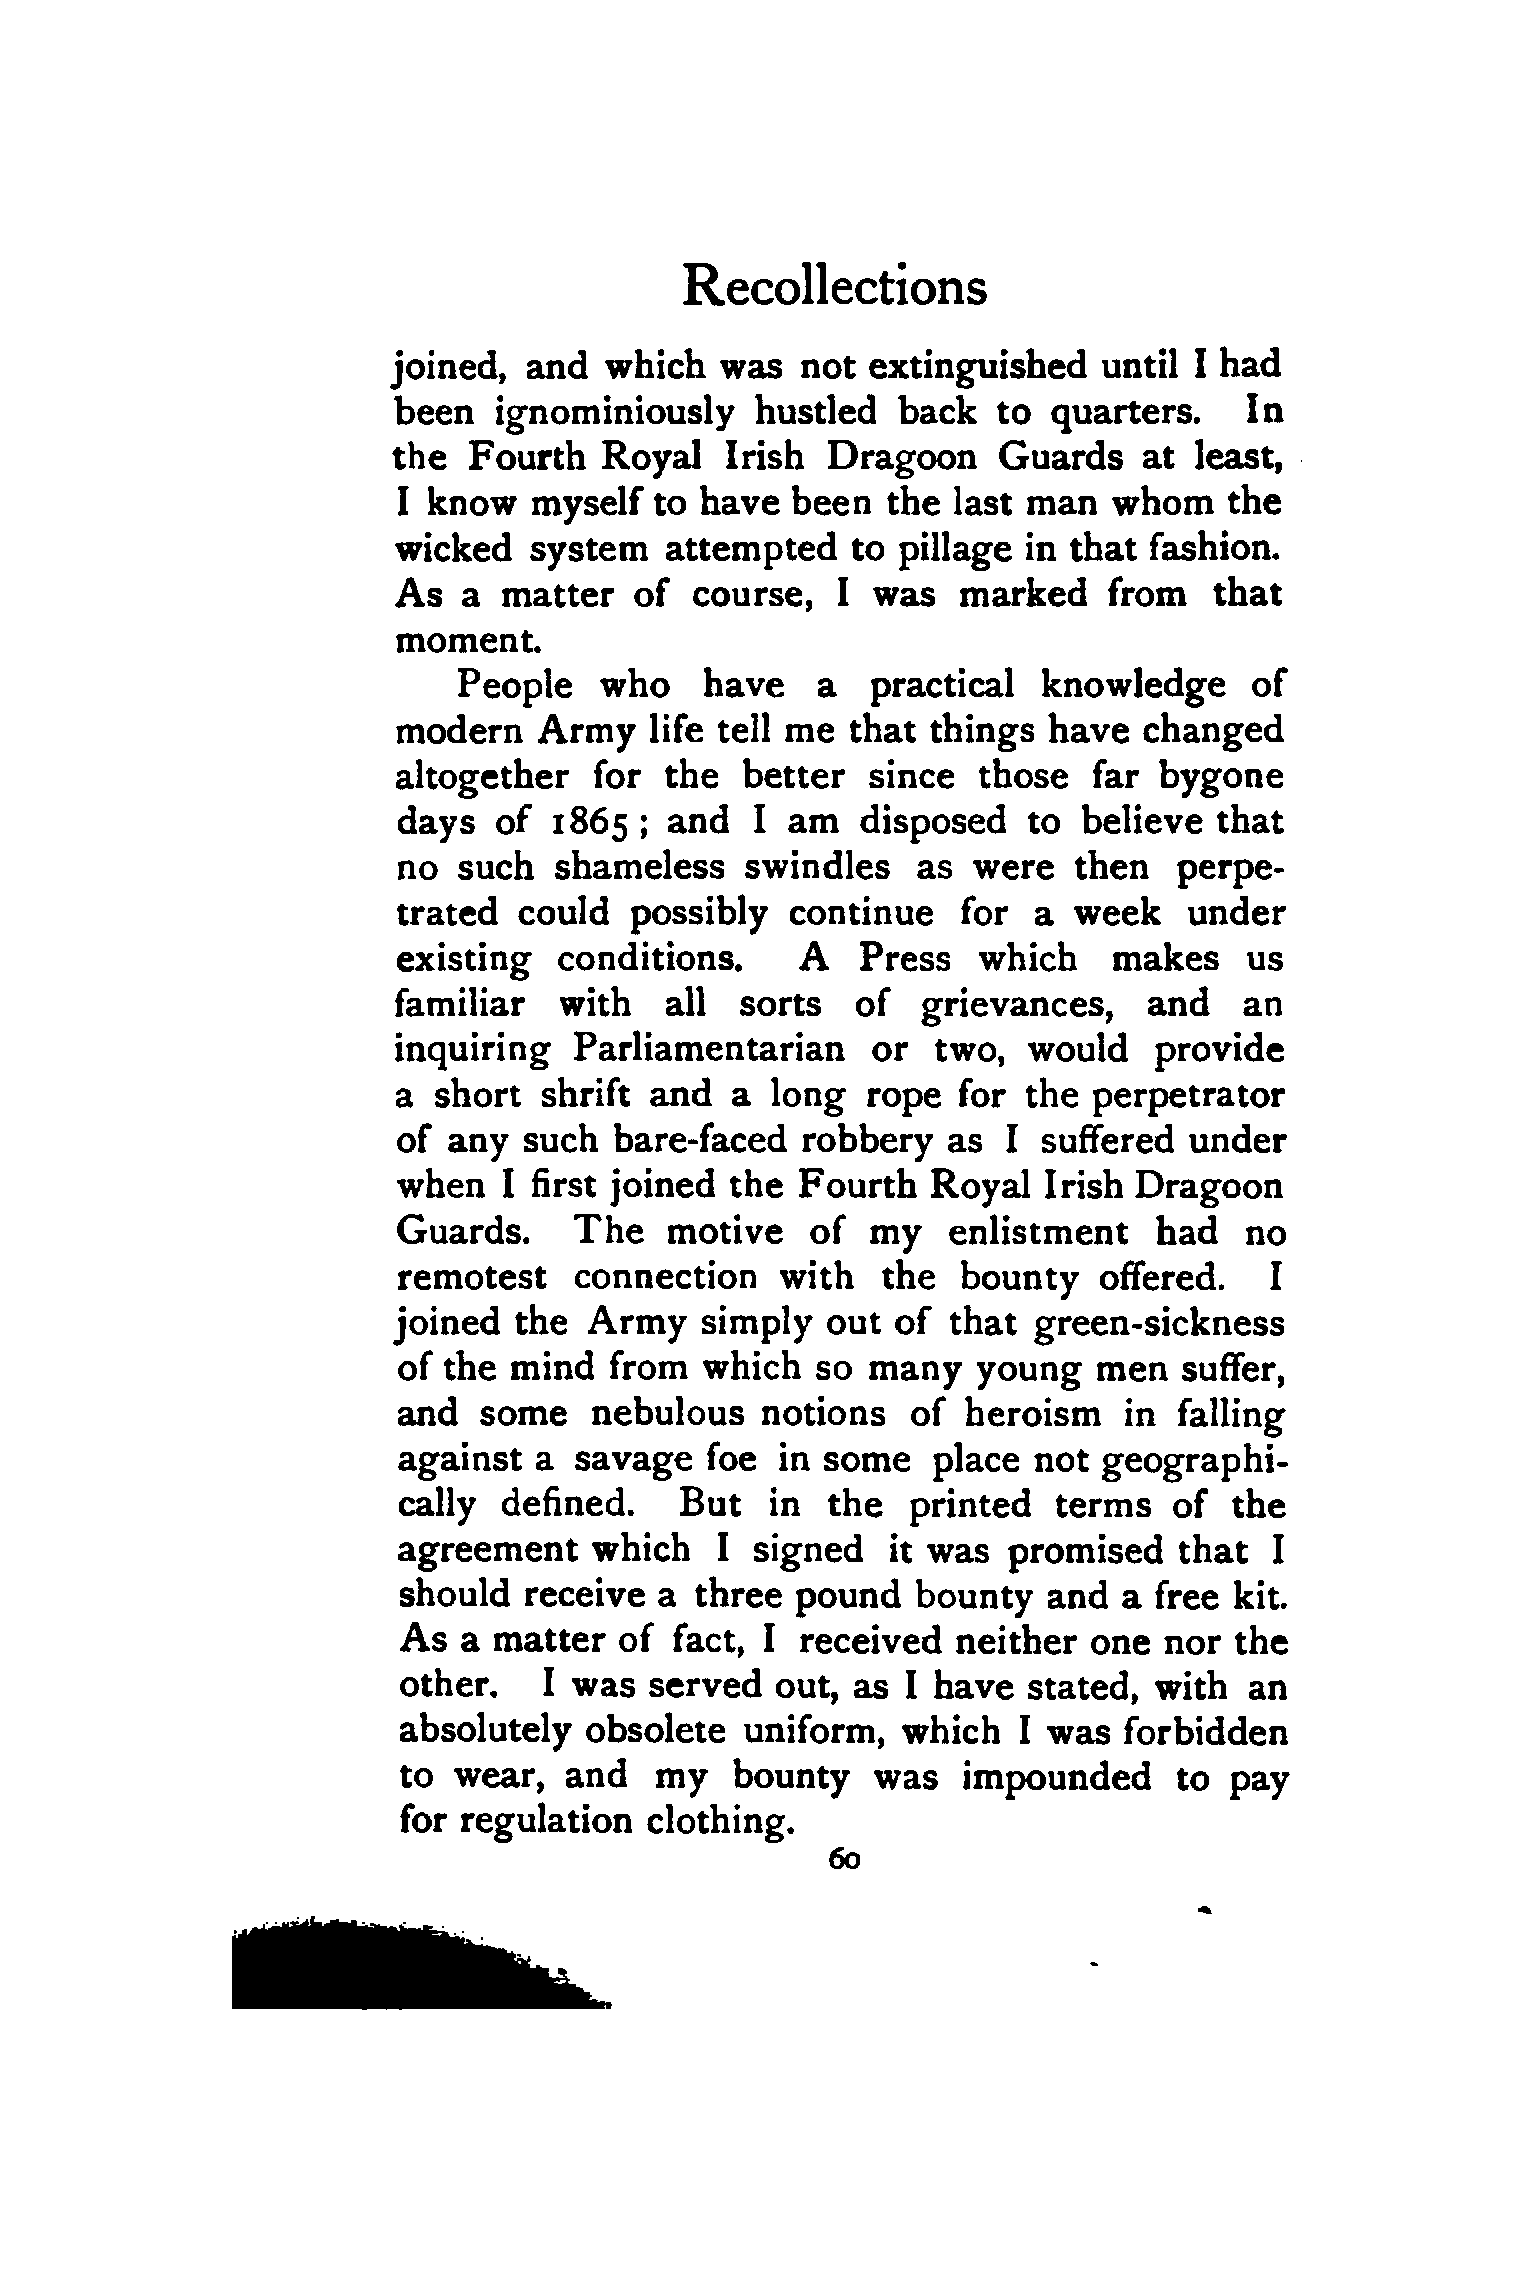 Recollections
joined, and which was not extinguished until I had
been ignominiously hustled back to quarters. In
the Fourth Royal Irish Dragoon Guards at least,
I know myself to have been the last man whom the
wicked system attempted to pillage in that fashion.
As a matter of course, I was marked from that
moment.
People who have a practical knowledge of
modern Army life tell me that things have changed
altogether for the better since those far bygone
days of 1865; and I am disposed to believe that
no such shameless swindles as were then perpe-
trated could possibly continue for a week under
existing conditions. A Press which makes us
familiar with all sorts of grievances, and an
inquiring Parliamentarian or two, would provide
a short shrift and a long rope for the perpetrator
of any such bare-faced robbery as I suffered under
when I first joined the Fourth Royal Irish Dragoon
Guards. The motive of my enlistment had no
remotest connection with the bounty offered. I
joined the Army simply out of that green-sickness
of the mind from which so many young men suffer,
and some nebulous notions of heroism in falling
against a savage foe in some place not geographi-
cally defined. But in the printed terms of the
agreement which I signed it was promised that I
should receive a three pound bounty and a free kit.
As a matter of fact, I received neither one nor the
other. I was served out, as I have stated, with an
absolutely obsolete uniform, which I was forbidden
to wear, and my bounty was impounded to pay
for regulation clothing.
60